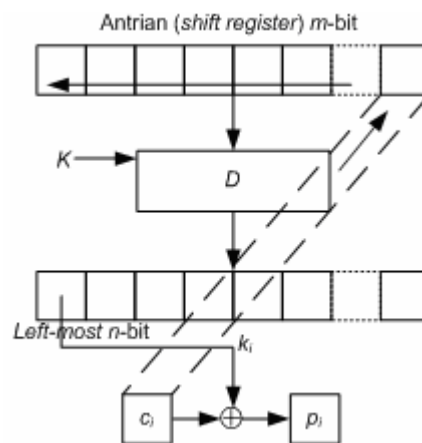 Antrian (shift register) m-bit
K
D
Left-most n-bit
kᵢ
cᵢ
pᵢ